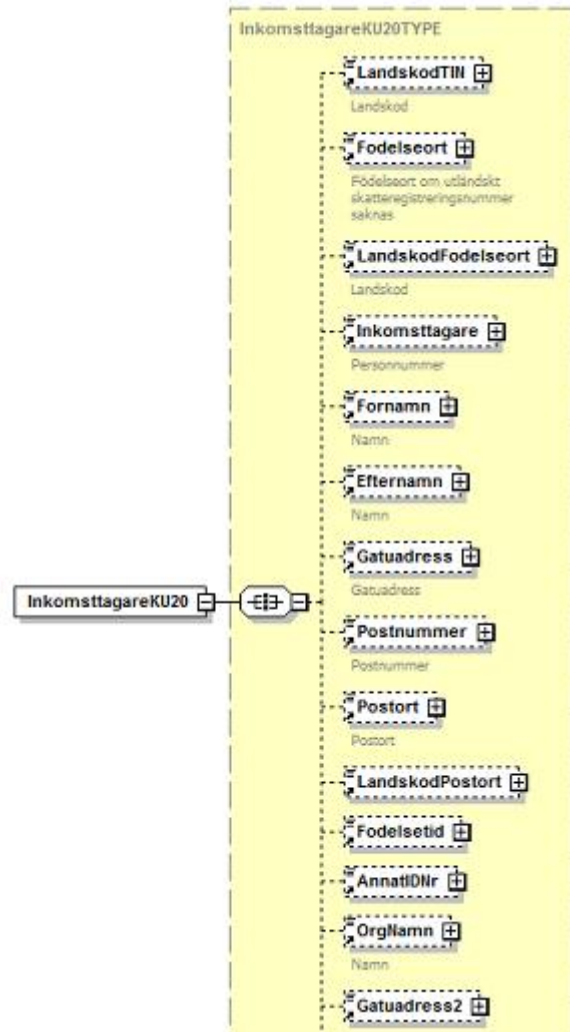 InkomsttagareKU20TYPE
LandskodTIN
Landskod
Fodelseort
Födelseort om utländskt
skatteregistreringsnummer
saknas
LandskodFodelseort
Landskod
Inkomsttagare
Personnummer
Fornamn
Namn
Efternamn
Namn
Gatuadress
Gatuadress
InkomsttagareKU20
Postnummer
Postnummer
Postort
Postort
LandskodPostort
Fodelsetid
AnnatIDNr
OrgNamn
Namn
Gatuadress2